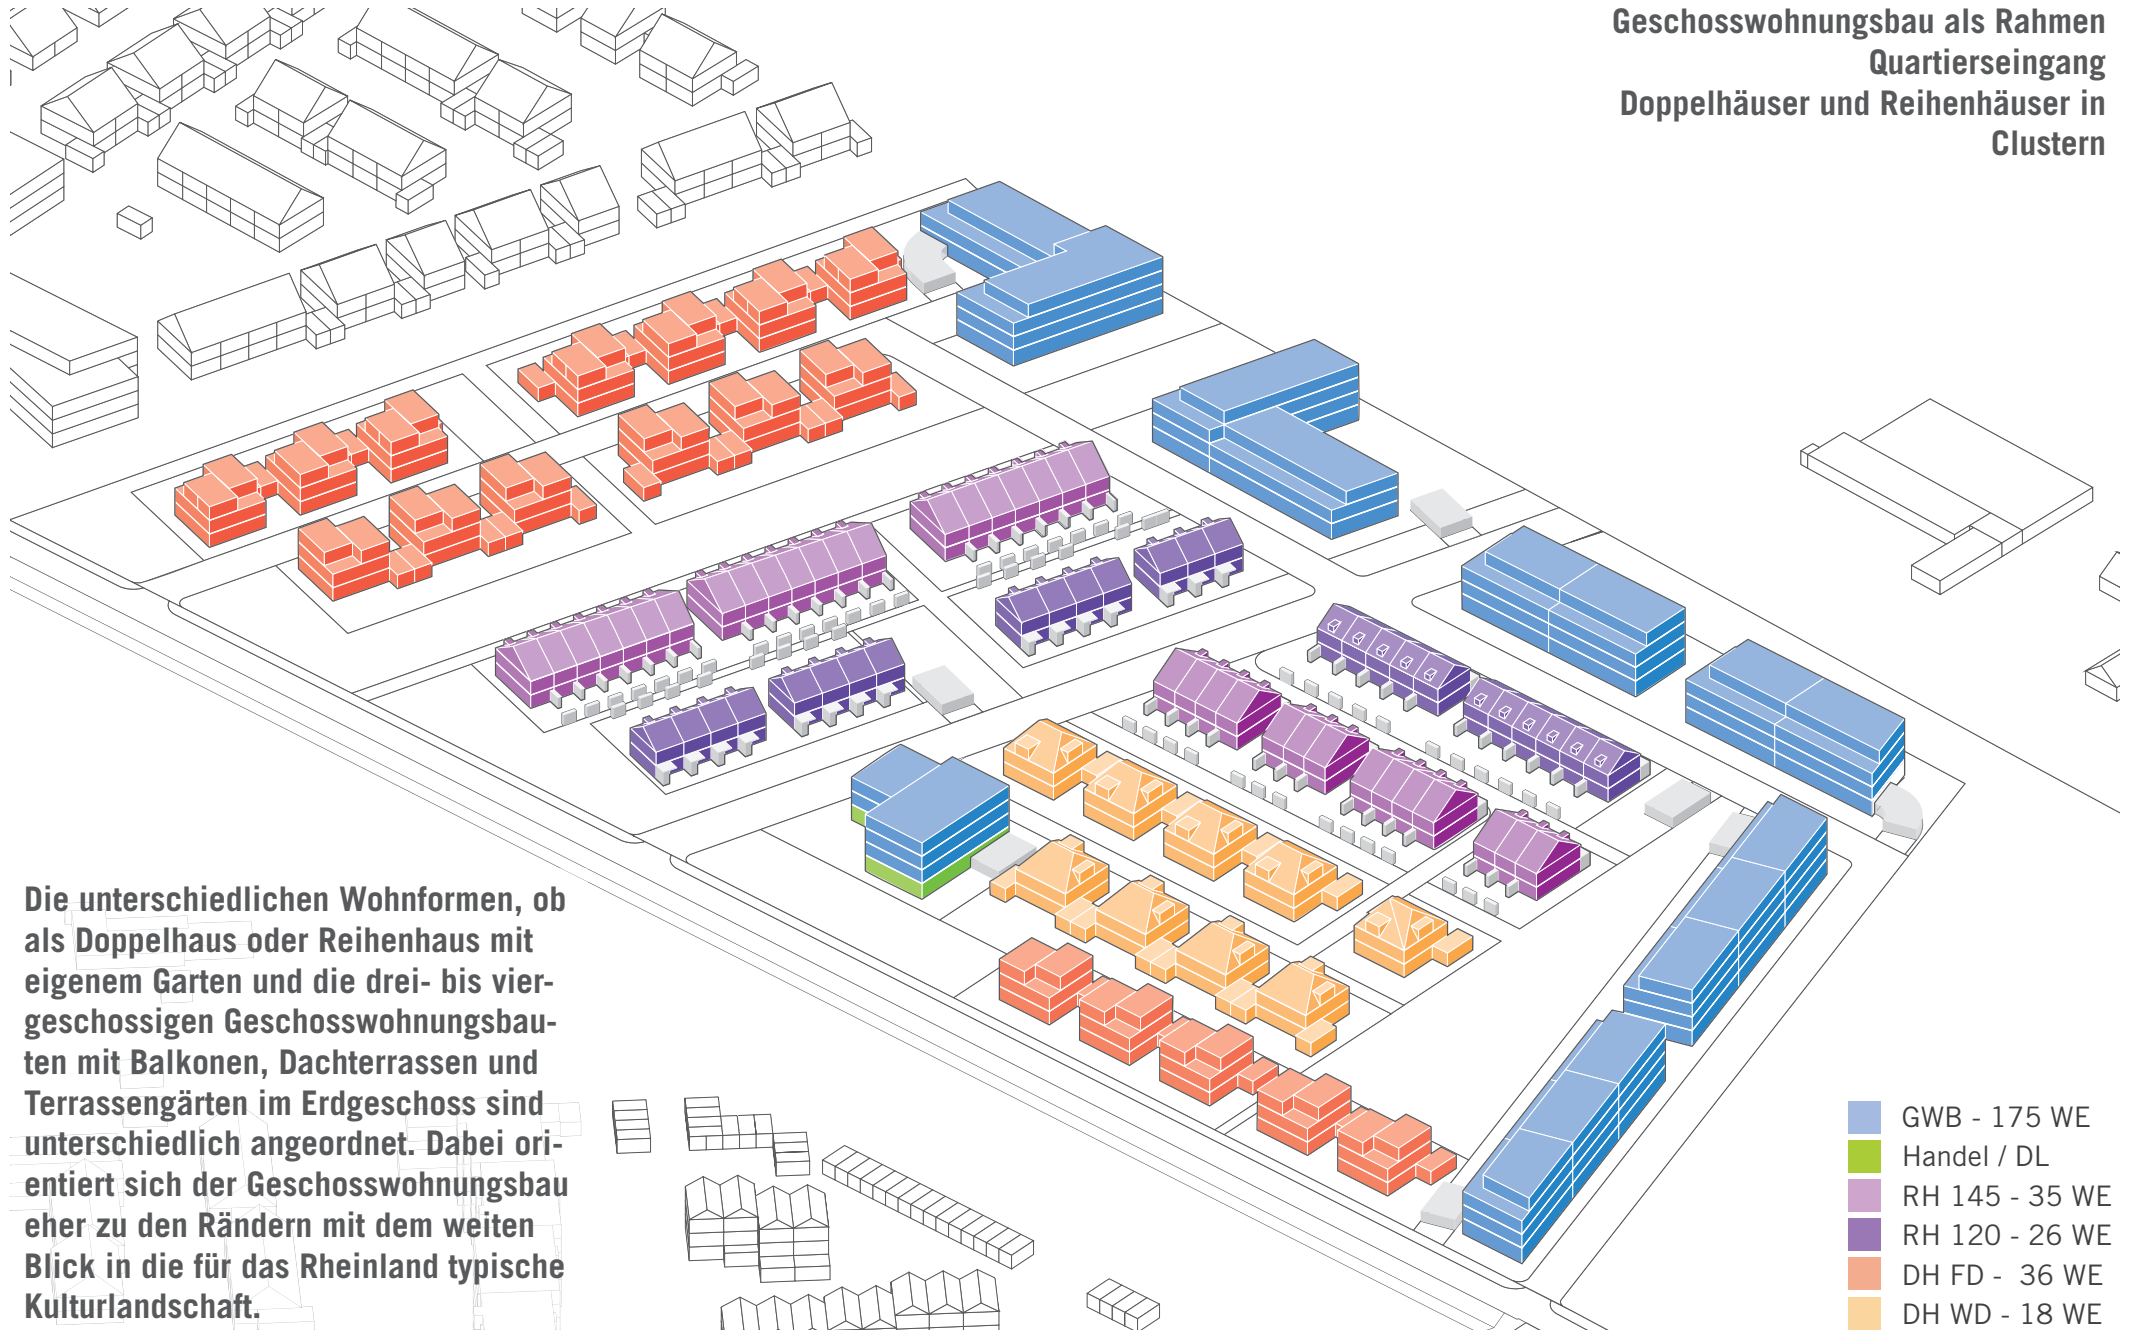 Geschosswohnungsbau als Rahmen
Quartierseingang
Doppelhäuser und Reihenhäuser in
Clustern
Die unterschiedlichen Wohnformen, ob
als Doppelhaus oder Reihenhaus mit
eigenem Garten und die drei- bis vier-
geschossigen Geschosswohnungsbau-
ten mit Balkonen, Dachterrassen und
Terrassengärten im Erdgeschoss sind
unterschiedlich angeordnet. Dabei ori-
entiert sich der Geschosswohnungsbau
eher zu den Rändern mit dem weiten
Blick in die für das Rheinland typische
Kulturlandschaft.
GWB - 175 WE
Handel / DL
RH 145 - 35 WE
RH 120 - 26 WE
DH FD - 36 WE
DH WD - 18 WE